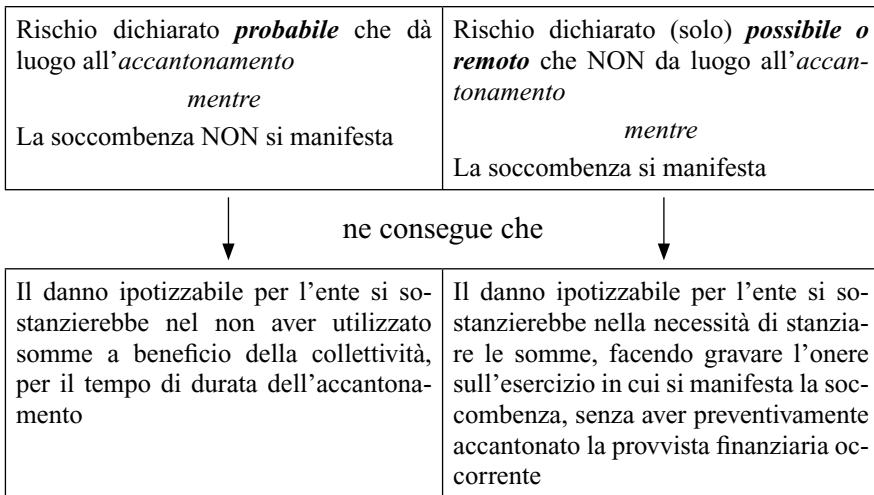 Rischio dichiarato probabile che dà
luogo all’accantonamento
mentre
La soccombenza NON si manifesta
Rischio dichiarato (solo) possibile o
remoto che NON da luogo all’accan-
tonamento
mentre
La soccombenza si manifesta
ne consegue che
Il danno ipotizzabile per l’ente si so-
stanzierebbe nel non aver utilizzato
somme a beneficio della collettività,
per il tempo di durata dell’accantona-
mento
Il danno ipotizzabile per l’ente si so-
stanzierebbe nella necessità di stanzia-
re le somme, facendo gravare l’onere
sull’esercizio in cui si manifesta la soc-
combenza, senza aver preventivamente
accantonato la provvista finanziaria oc-
corrente